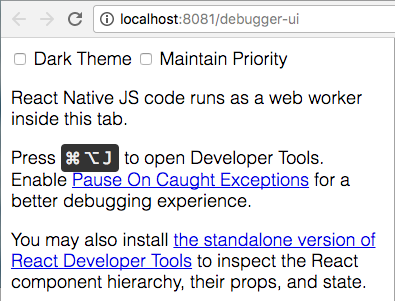 localhost:8081/debugger-ui
Dark Theme Maintain Priority
React Native JS code runs as a web worker
inside this tab.
Press ⌘⌥J to open Developer Tools.
Enable Pause On Caught Exceptions for a
better debugging experience.
You may also install the standalone version of
React Developer Tools to inspect the React
component hierarchy, their props, and state.